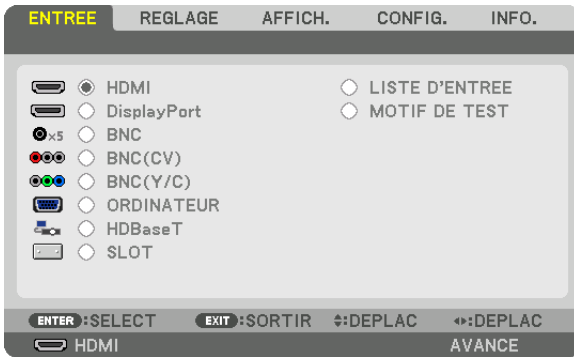 ENTREE REGLAGE AFFICH. CONFIG. INFO.
HDMI
DisplayPort
×5 BNC
BNC(CV)
BNC(Y/C)
ORDINATEUR
HDBaseT
SLOT
LISTE D'ENTREE
MOTIF DE TEST
ENTER :SELECT EXIT :SORTIR :DEPLAC :DEPLAC
HDMI AVANCE